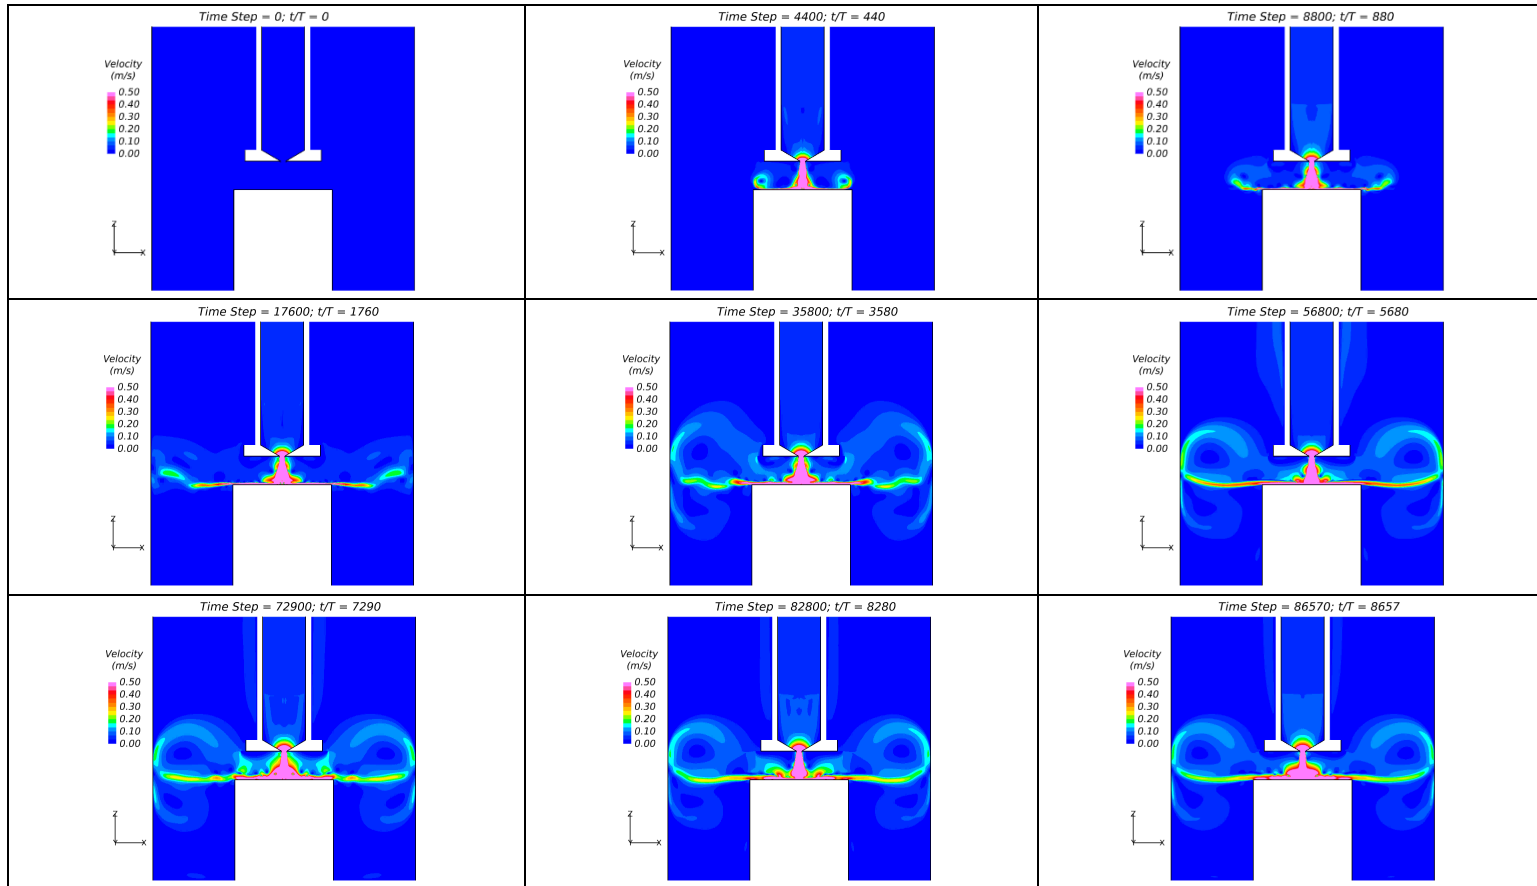 Time Step = 0; t/T = 0
Velocity
(m/s)
0.50
0.40
0.30
0.20
0.10
0.00
Z
X
Time Step = 4400; t/T = 440
Velocity
(m/s)
0.50
0.40
0.30
0.20
0.10
0.00
Z
X
Time Step = 8800; t/T = 880
Velocity
(m/s)
0.50
0.40
0.30
0.20
0.10
0.00
Z
X
Time Step = 17600; t/T = 1760
Velocity
(m/s)
0.50
0.40
0.30
0.20
0.10
0.00
Z
X
Time Step = 35800; t/T = 3580
Velocity
(m/s)
0.50
0.40
0.30
0.20
0.10
0.00
Z
X
Time Step = 56800; t/T = 5680
Velocity
(m/s)
0.50
0.40
0.30
0.20
0.10
0.00
Z
X
Time Step = 72900; t/T = 7290
Velocity
(m/s)
0.50
0.40
0.30
0.20
0.10
0.00
Z
X
Time Step = 82800; t/T = 8280
Velocity
(m/s)
0.50
0.40
0.30
0.20
0.10
0.00
Z
X
Time Step = 86570; t/T = 8657
Velocity
(m/s)
0.50
0.40
0.30
0.20
0.10
0.00
Z
X